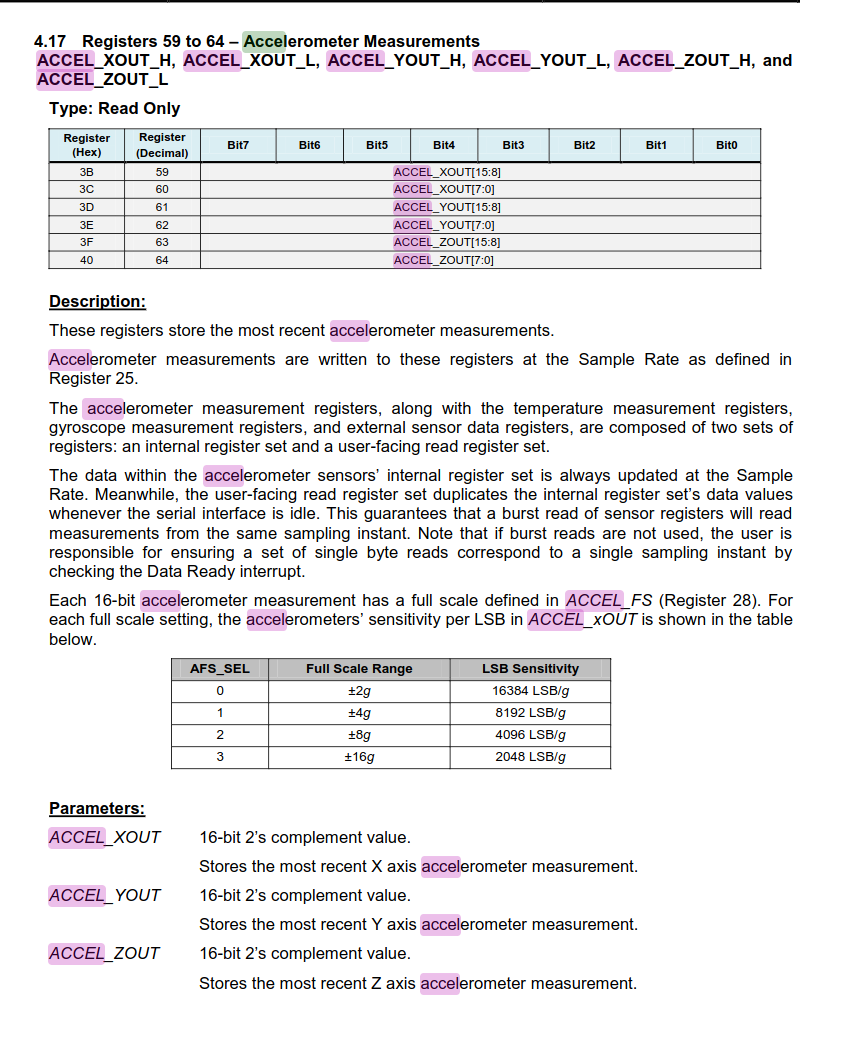 4.17 Registers 59 to 64 – Accelerometer Measurements
ACCEL_XOUT_H, ACCEL_XOUT_L, ACCEL_YOUT_H, ACCEL_YOUT_L, ACCEL_ZOUT_H, and
ACCEL_ZOUT_L
Type: Read Only
Register (Hex) Register (Decimal) Bit7 Bit6 Bit5 Bit4 Bit3 Bit2 Bit1 Bit0
3B 59 ACCEL_XOUT[15:8]
3C 60 ACCEL_XOUT[7:0]
3D 61 ACCEL_YOUT[15:8]
3E 62 ACCEL_YOUT[7:0]
3F 63 ACCEL_ZOUT[15:8]
40 64 ACCEL_ZOUT[7:0]
Description:
These registers store the most recent accelerometer measurements.
Accelerometer measurements are written to these registers at the Sample Rate as defined in
Register 25.
The accelerometer measurement registers, along with the temperature measurement registers,
gyroscope measurement registers, and external sensor data registers, are composed of two sets of
registers: an internal register set and a user-facing read register set.
The data within the accelerometer sensors' internal register set is always updated at the Sample
Rate. Meanwhile, the user-facing read register set duplicates the internal register set's data values
whenever the serial interface is idle. This guarantees that a burst read of sensor registers will read
measurements from the same sampling instant. Note that if burst reads are not used, the user is
responsible for ensuring a set of single byte reads correspond to a single sampling instant by
checking the Data Ready interrupt.
Each 16-bit accelerometer measurement has a full scale defined in ACCEL_FS (Register 28). For
each full scale setting, the accelerometers' sensitivity per LSB in ACCEL_xOUT is shown in the table
below.
AFS_SEL Full Scale Range LSB Sensitivity
0 ±2g 16384 LSB/g
1 ±4g 8192 LSB/g
2 ±8g 4096 LSB/g
3 ±16g 2048 LSB/g
Parameters:
ACCEL_XOUT 16-bit 2's complement value.
Stores the most recent X axis accelerometer measurement.
ACCEL_YOUT 16-bit 2's complement value.
Stores the most recent Y axis accelerometer measurement.
ACCEL_ZOUT 16-bit 2's complement value.
Stores the most recent Z axis accelerometer measurement.